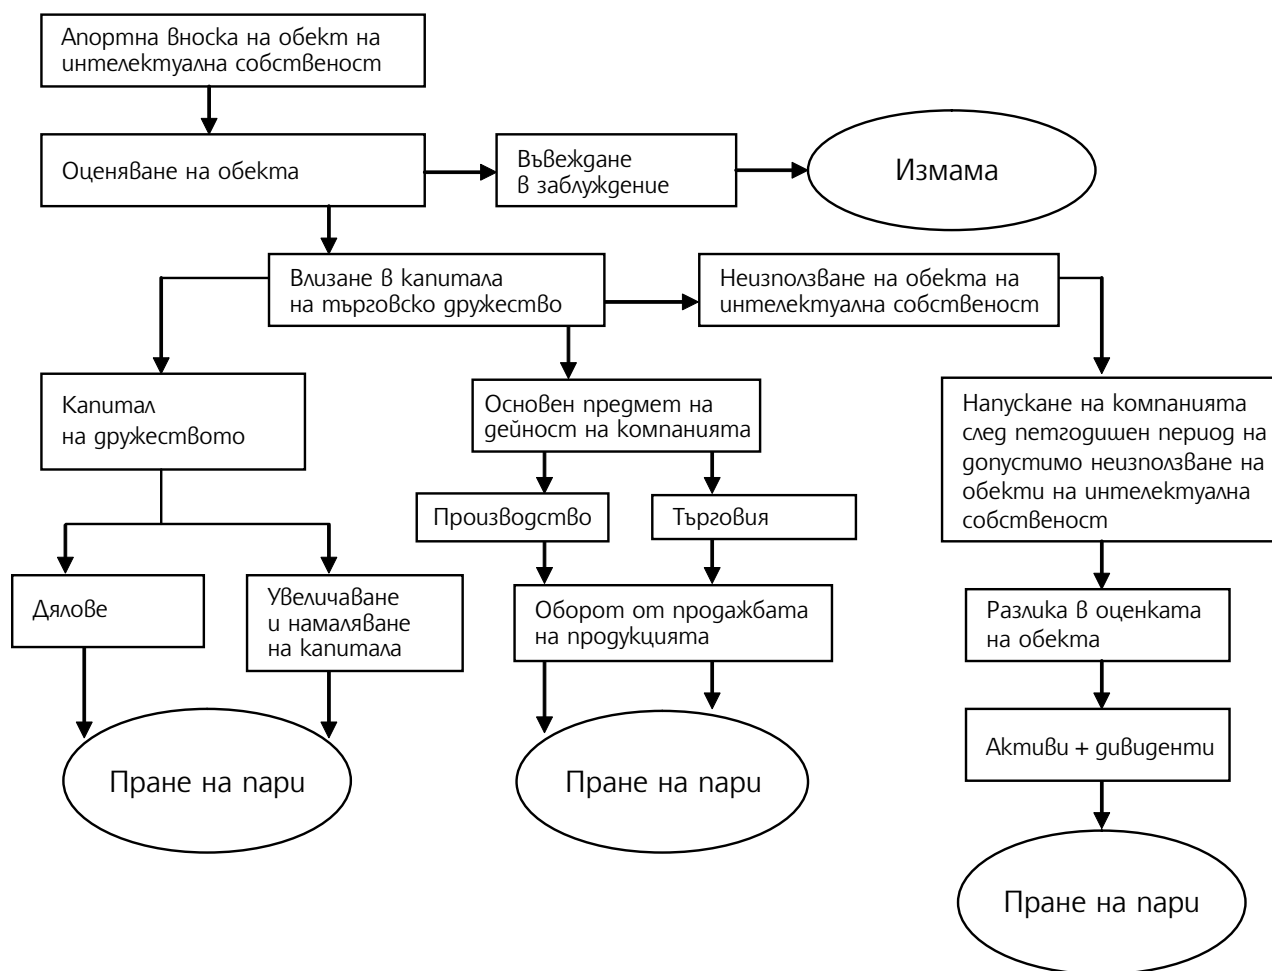 Апортна вноска на обект на
интелектуална собственост
Оценяване на обекта
Въвеждане
в заблуждение
Измама
Влизане в капитала
на търговско дружество
Неизползване на обекта на
интелектуална собственост
Капитал
на дружеството
Основен предмет на
дейност на компанията
Напускане на компанията
след петгодишен период на
допустимо неизползване на
обекти на интелектуална
собственост
Производство
Търговия
Дялове
Увеличаване
и намаляване
на капитала
Оборот от продажбата
на продукцията
Разлика в оценката
на обекта
Активи + дивиденти
Пране на пари
Пране на пари
Пране на пари